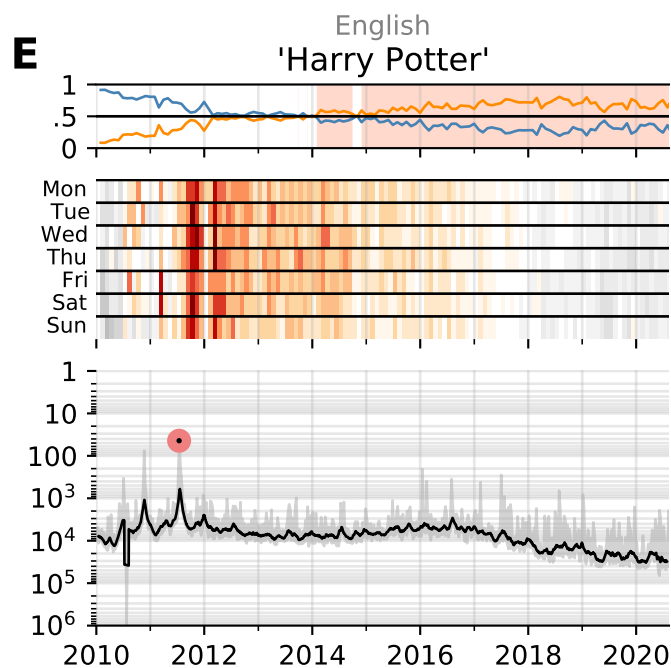 E
English
'Harry Potter'
1
.5
0
Mon
Tue
Wed
Thu
Fri
Sat
Sun
1
10
100
10³
10⁴
10⁵
10⁶
2010 2012 2014 2016 2018 2020